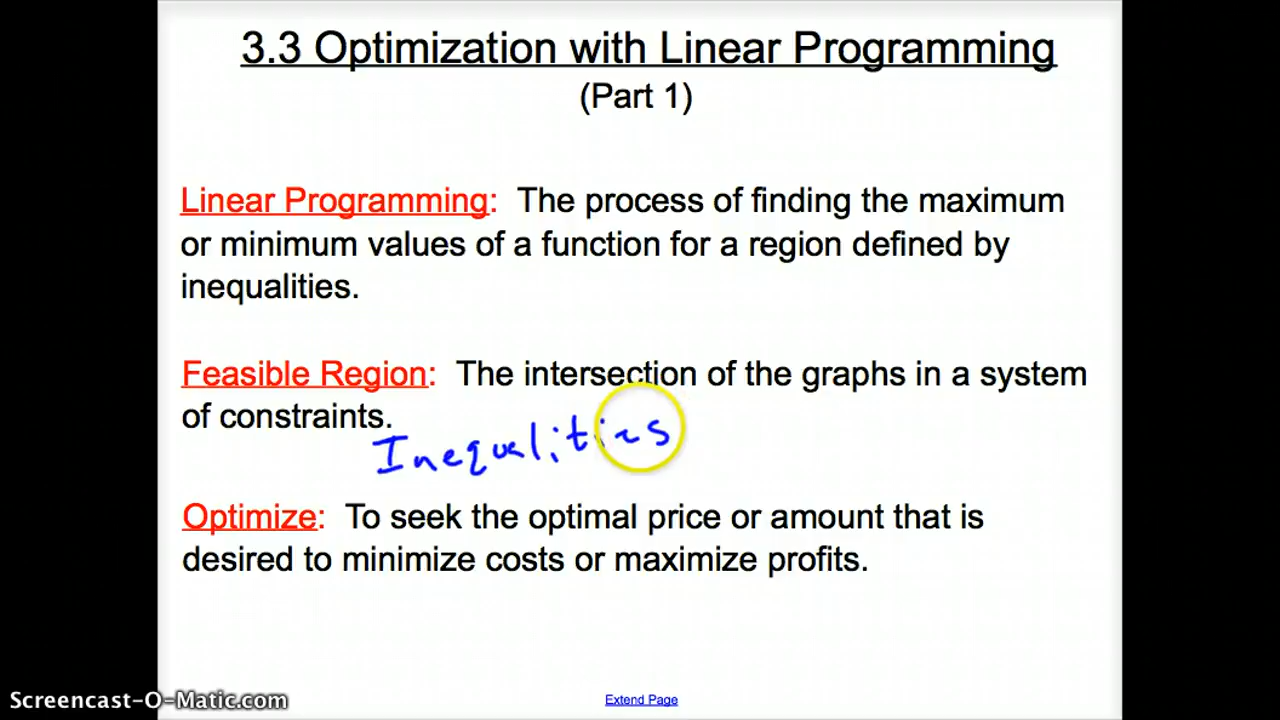 3.3 Optimization with Linear Programming
(Part 1)
Linear Programming: The process of finding the maximum
or minimum values of a function for a region defined by
inequalities.
Feasible Region: The intersection of the graphs in a system
of constraints.
Inequalities
Optimize: To seek the optimal price or amount that is
desired to minimize costs or maximize profits.
Extend Page
Screencast-O-Matic.com